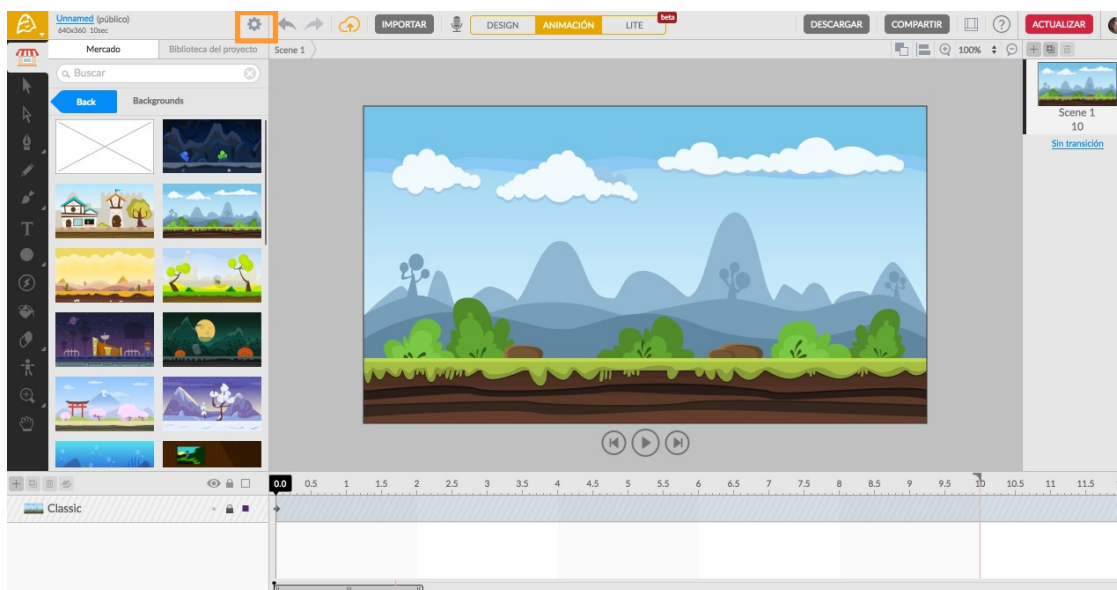 Unnamed (público)
640x360 10sec
IMPORTAR
DESIGN ANIMACIÓN LITE
beta
DESCARGAR COMPARTIR ? ACTUALIZAR
Mercado Biblioteca del proyecto Scene 1
100%
Buscar
Back Backgrounds
T
Scene 1
10
Sin transición
0.0 0.5 1 1.5 2 2.5 3 3.5 4 4.5 5 5.5 6 6.5 7 7.5 8 8.5 9 9.5 10 10.5 11 11.5
Classic